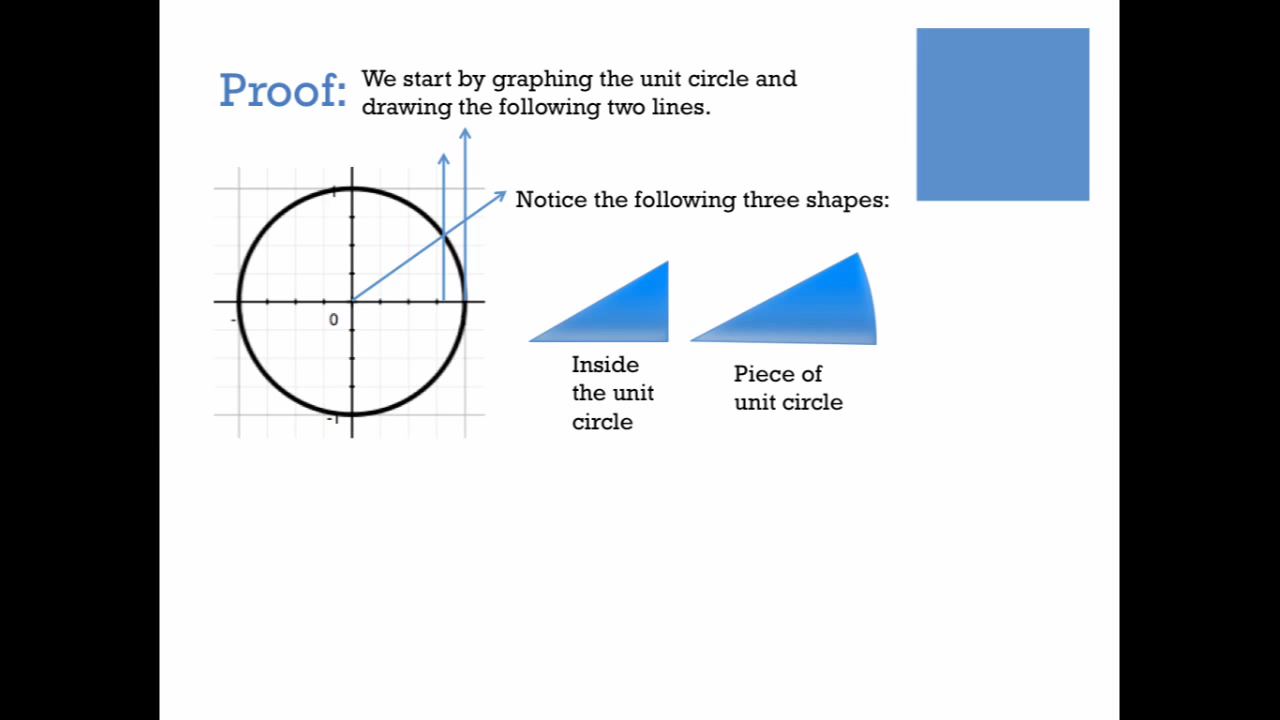 Proof:
We start by graphing the unit circle and
drawing the following two lines.
Notice the following three shapes:
0
-
-1
Inside
the unit
circle
Piece of
unit circle